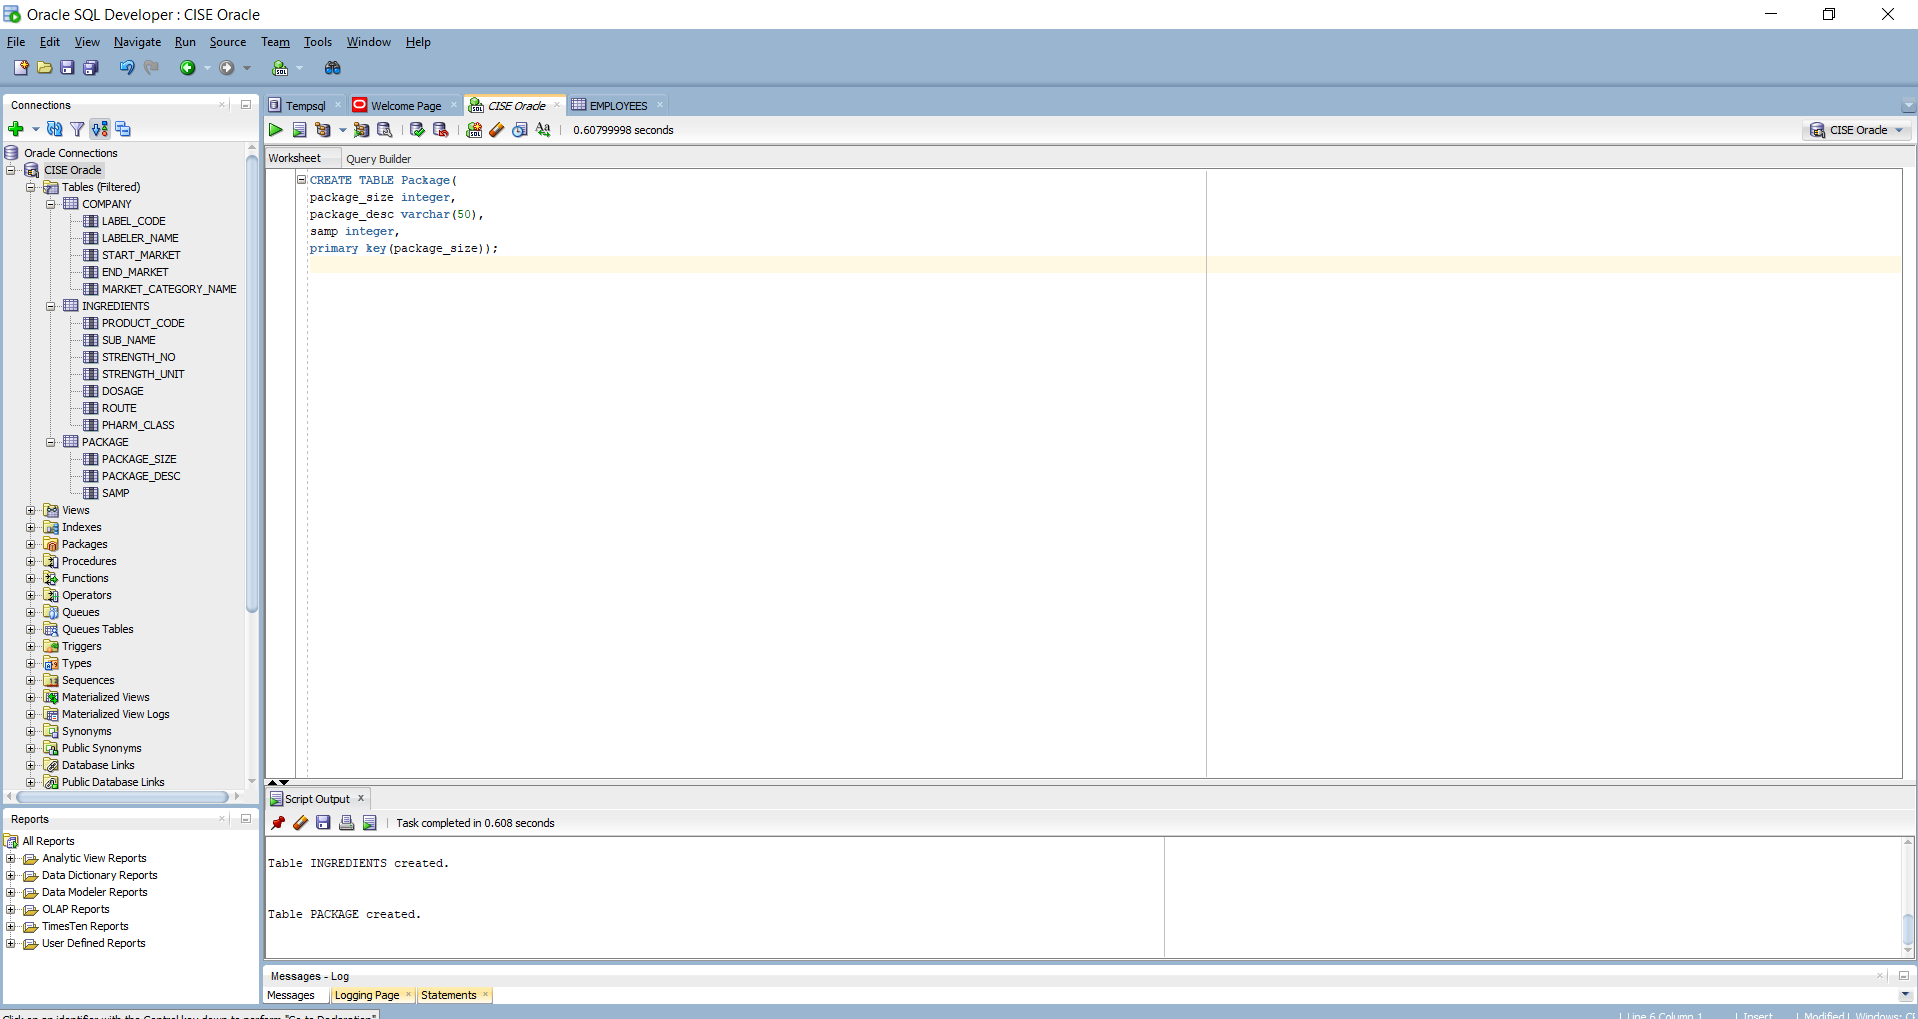 Oracle SQL Developer : CISE Oracle
File Edit View Navigate Run Source Team Tools Window Help
Connections
Oracle Connections
CISE Oracle
Tables (Filtered)
COMPANY
LABEL_CODE
LABELER_NAME
START_MARKET
END_MARKET
MARKET_CATEGORY_NAME
INGREDIENTS
PRODUCT_CODE
SUB_NAME
STRENGTH_NO
STRENGTH_UNIT
DOSAGE
ROUTE
PHARM_CLASS
PACKAGE
PACKAGE_SIZE
PACKAGE_DESC
SAMP
Views
Indexes
Packages
Procedures
Functions
Operators
Queues
Queues Tables
Triggers
Types
Sequences
Materialized Views
Materialized View Logs
Synonyms
Public Synonyms
Database Links
Public Database Links
Reports
All Reports
Analytic View Reports
Data Dictionary Reports
Data Modeler Reports
OLAP Reports
TimesTen Reports
User Defined Reports
Tempsql Welcome Page CISE Oracle EMPLOYEES
0.60799998 seconds
CISE Oracle
Worksheet Query Builder
CREATE TABLE Package(
package_size integer,
package_desc varchar(50),
samp integer,
primary key(package_size));
Script Output
Task completed in 0.608 seconds
Table INGREDIENTS created.
Table PACKAGE created.
Messages - Log
Messages Logging Page Statements
Click on an identifier with the Control key down to perform "Go to Declaration"
Line 6 Column 1 Insert Modified Windows: